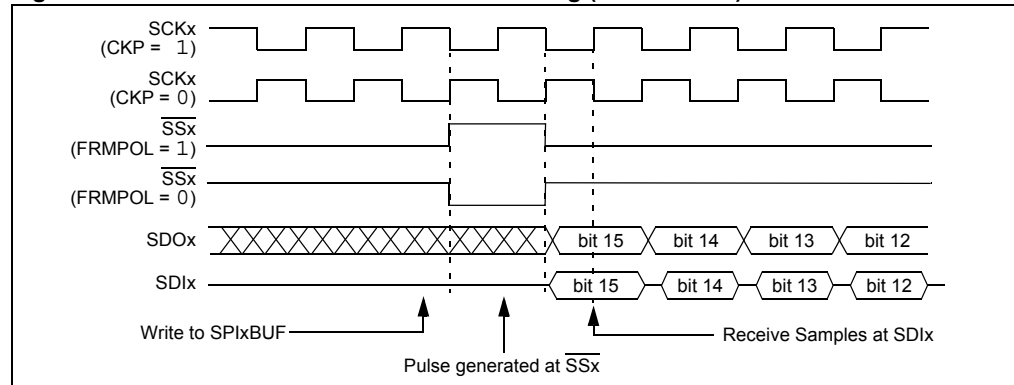 SCKx
(CKP = 1)
SCKx
(CKP = 0)
SSx
(FRMPOL = 1)
SSx
(FRMPOL = 0)
SDOx
bit 15 bit 14 bit 13 bit 12
SDIx
bit 15 bit 14 bit 13 bit 12
Write to SPIxBUF
Receive Samples at SDIx
Pulse generated at SSx